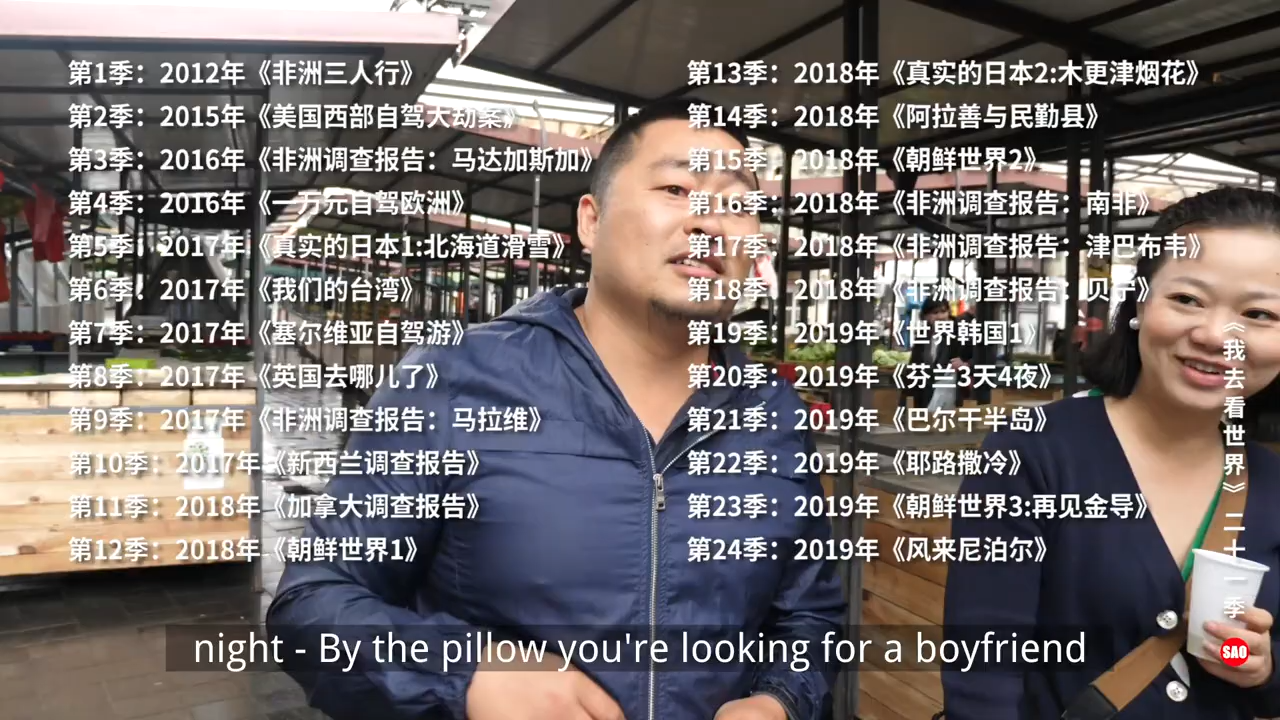 第1季：2012年《非洲三人行》
第2季：2015年《美国西部自驾大劫案》
第3季：2016年《非洲调查报告：马达加斯加》
第4季：2016年《一万元自驾欧洲》
第5季：2017年《真实的日本1:北海道滑雪》
第6季：2017年《我们的台湾》
第7季：2017年《塞尔维亚自驾游》
第8季：2017年《英国去哪儿了》
第9季：2017年《非洲调查报告：马拉维》
第10季：2017年《新西兰调查报告》
第11季：2018年《加拿大调查报告》
第12季：2018年《朝鲜世界1》
第13季：2018年《真实的日本2:木更津烟花》
第14季：2018年《阿拉善与民勤县》
第15季：2018年《朝鲜世界2》
第16季：2018年《非洲调查报告：南非》
第17季：2018年《非洲调查报告：津巴布韦》
第18季：2018年《非洲调查报告：贝宁》
第19季：2019年《世界韩国1》
第20季：2019年《芬兰3天4夜》
第21季：2019年《巴尔干半岛》
第22季：2019年《耶路撒冷》
第23季：2019年《朝鲜世界3:再见金导》
第24季：2019年《风来尼泊尔》
《我去看世界》二十一季
SAO
night - By the pillow you're looking for a boyfriend